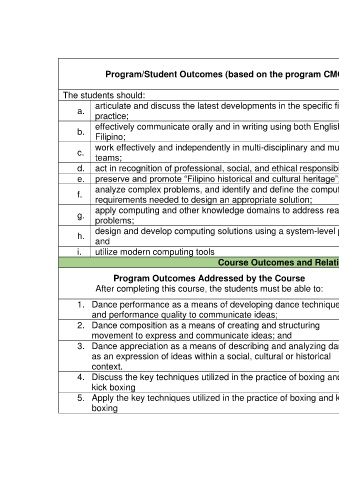 Program/Student Outcomes (based on the program CMO
The students should:
a. articulate and discuss the latest developments in the specific fi
practice;
b. effectively communicate orally and in writing using both English
Filipino;
c. work effectively and independently in multi-disciplinary and mu
teams;
d. act in recognition of professional, social, and ethical responsib
e. preserve and promote "Filipino historical and cultural heritage"
f. analyze complex problems, and identify and define the comput
requirements needed to design an appropriate solution;
g. apply computing and other knowledge domains to address rea
problems;
h. design and develop computing solutions using a system-level p
and
i. utilize modern computing tools
Course Outcomes and Relati
Program Outcomes Addressed by the Course
After completing this course, the students must be able to:
1. Dance performance as a means of developing dance technique
and performance quality to communicate ideas;
2. Dance composition as a means of creating and structuring
movement to express and communicate ideas; and
3. Dance appreciation as a means of describing and analyzing da
as an expression of ideas within a social, cultural or historical
context.
4. Discuss the key techniques utilized in the practice of boxing and
kick boxing
5. Apply the key techniques utilized in the practice of boxing and k
boxing